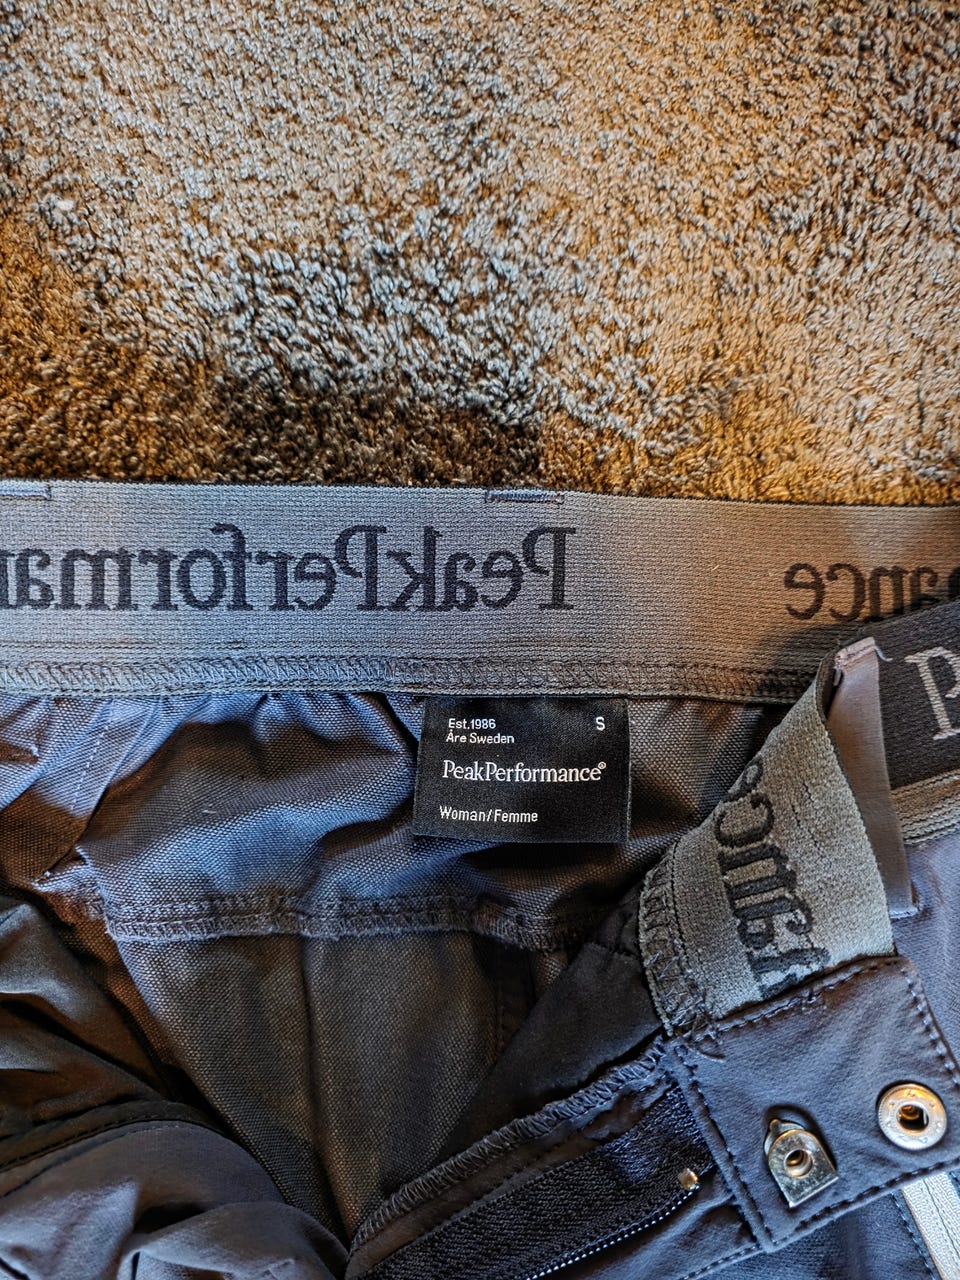 PeakPerforma
ance
P
Est.1986 S
Åre Sweden
PeakPerformance®
Woman/Femme